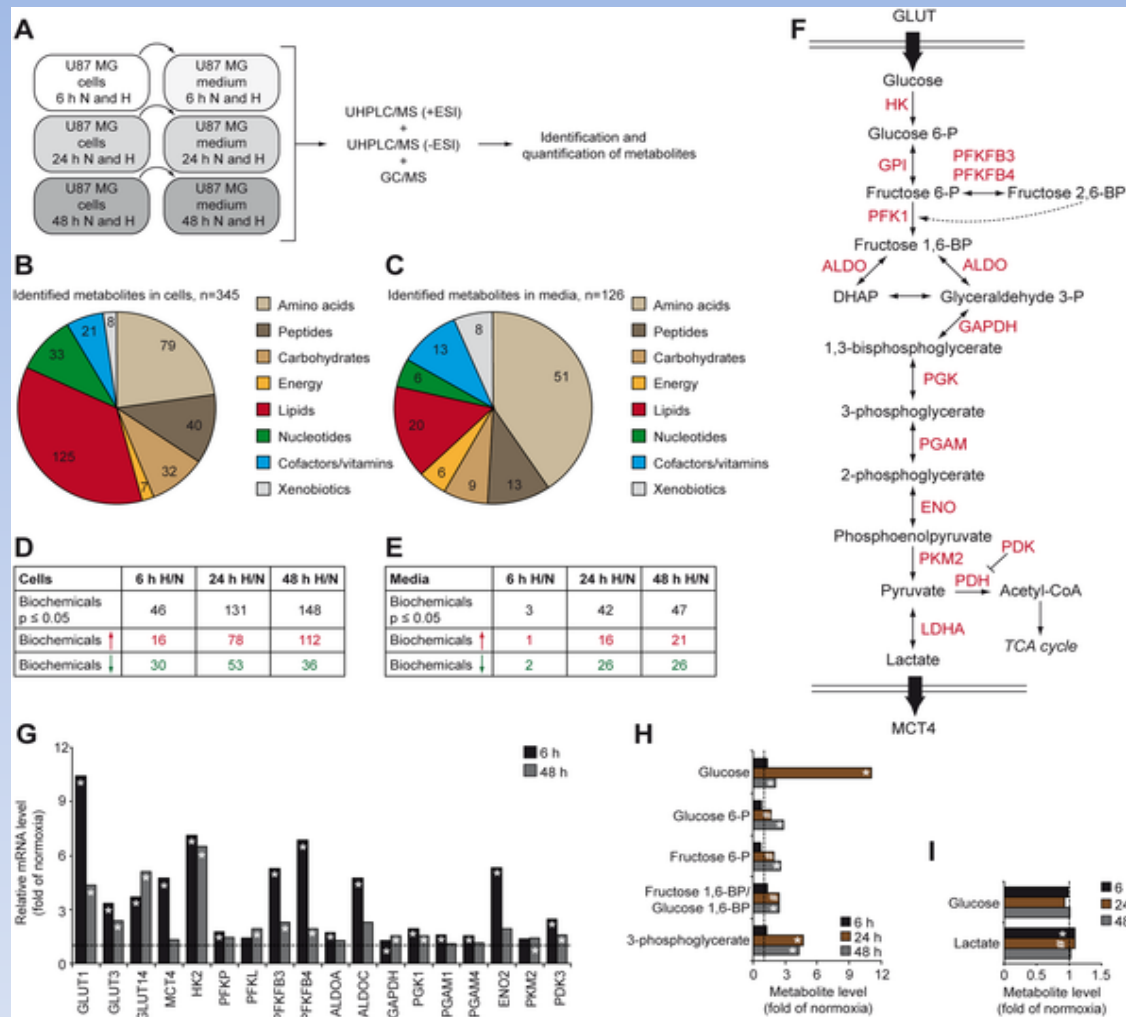 A
U87 MG
cells
6 h N and H
U87 MG
medium
6 h N and H
U87 MG
cells
24 h N and H
U87 MG
medium
24 h N and H
U87 MG
cells
48 h N and H
U87 MG
medium
48 h N and H
UHPLC/MS (+ESI)
+
UHPLC/MS (-ESI)
+
GC/MS
Identification and
quantification of metabolites
B
Identified metabolites in cells, n=345
79
40
32
7
125
33
21
8
Amino acids
Peptides
Carbohydrates
Energy
Lipids
Nucleotides
Cofactors/vitamins
Xenobiotics
C
Identified metabolites in media, n=126
51
13
9
6
20
6
13
8
Amino acids
Peptides
Carbohydrates
Energy
Lipids
Nucleotides
Cofactors/vitamins
Xenobiotics
D
Cells 6 h H/N 24 h H/N 48 h H/N
Biochemicals
p ≤ 0.05 46 131 148
Biochemicals ↑ 16 78 112
Biochemicals ↓ 30 53 36
E
Media 6 h H/N 24 h H/N 48 h H/N
Biochemicals
p ≤ 0.05 3 42 47
Biochemicals ↑ 1 16 21
Biochemicals ↓ 2 26 26
F
GLUT
Glucose
HK
Glucose 6-P
GPI
PFKFB3
PFKFB4
Fructose 6-P
Fructose 2,6-BP
PFK1
Fructose 1,6-BP
ALDO
ALDO
DHAP
Glyceraldehyde 3-P
GAPDH
1,3-bisphosphoglycerate
PGK
3-phosphoglycerate
PGAM
2-phosphoglycerate
ENO
Phosphoenolpyruvate
PKM2
PDK
PDH
Pyruvate
Acetyl-CoA
LDHA
TCA cycle
Lactate
MCT4
G
Relative mRNA level
(fold of normoxia)
12
9
6
3
0
6 h
48 h
GLUT1
GLUT3
GLUT14
MCT4
HK2
PFKP
PFKL
PFKFB3
PFKFB4
ALDOA
ALDOC
GAPDH
PGK1
PGAM1
PGAM4
ENO2
PKM2
PDK3
H
Glucose
Glucose 6-P
Fructose 6-P
Fructose 1,6-BP/
Glucose 1,6-BP
3-phosphoglycerate
6 h
24 h
48 h
0 3 6 9 12
Metabolite level
(fold of normoxia)
I
Glucose
Lactate
6
24
48
0 0.5 1 1.5
Metabolite level
(fold of normoxia)